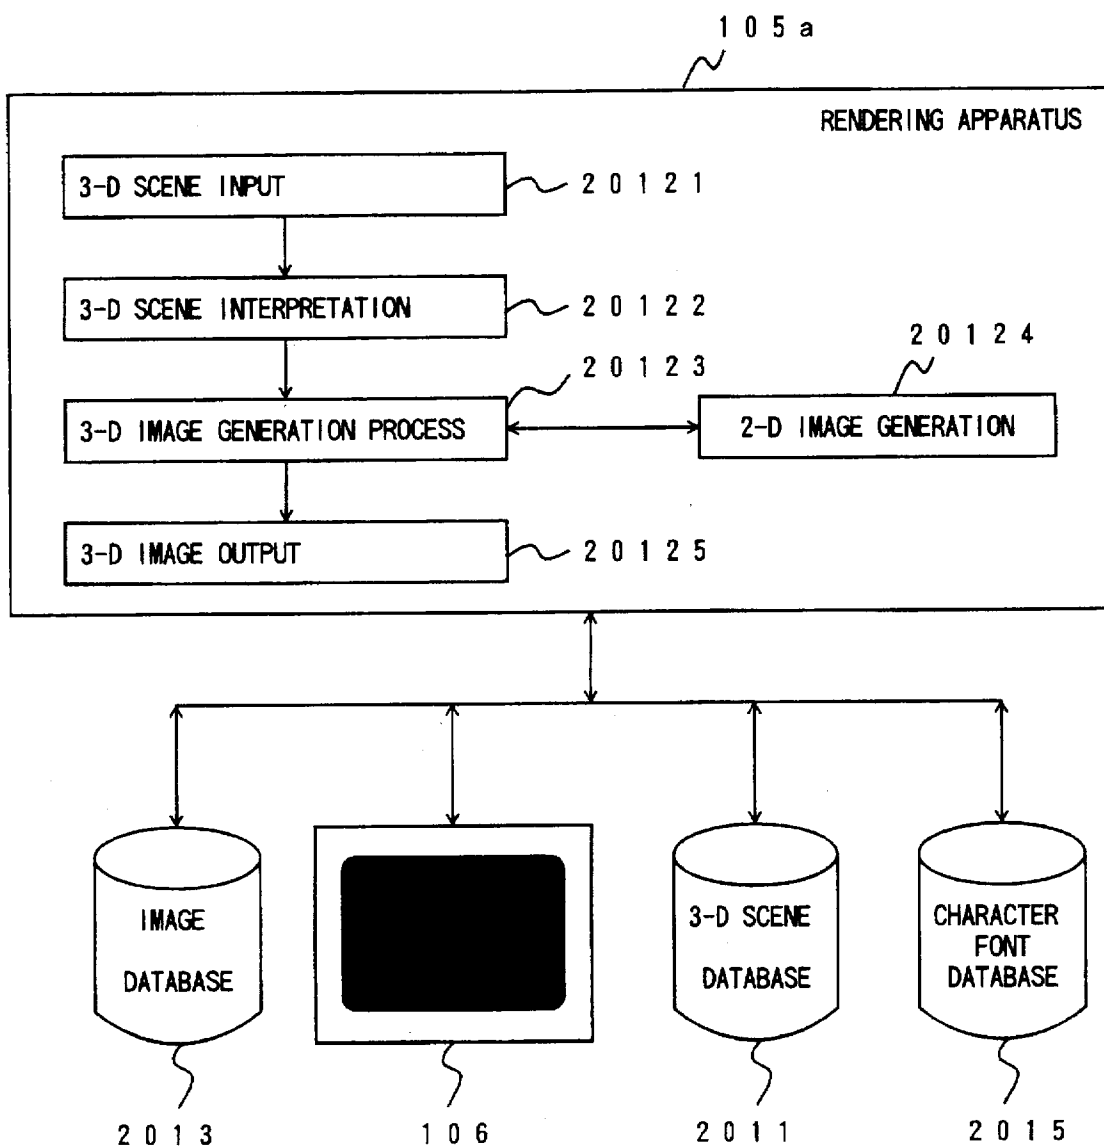 105a
RENDERING APPARATUS
3-D SCENE INPUT
20121
3-D SCENE INTERPRETATION
20122
20124
20123
3-D IMAGE GENERATION PROCESS
2-D IMAGE GENERATION
3-D IMAGE OUTPUT
20125
IMAGE
DATABASE
3-D SCENE
DATABASE
CHARACTER
FONT
DATABASE
2013
106
2011
2015